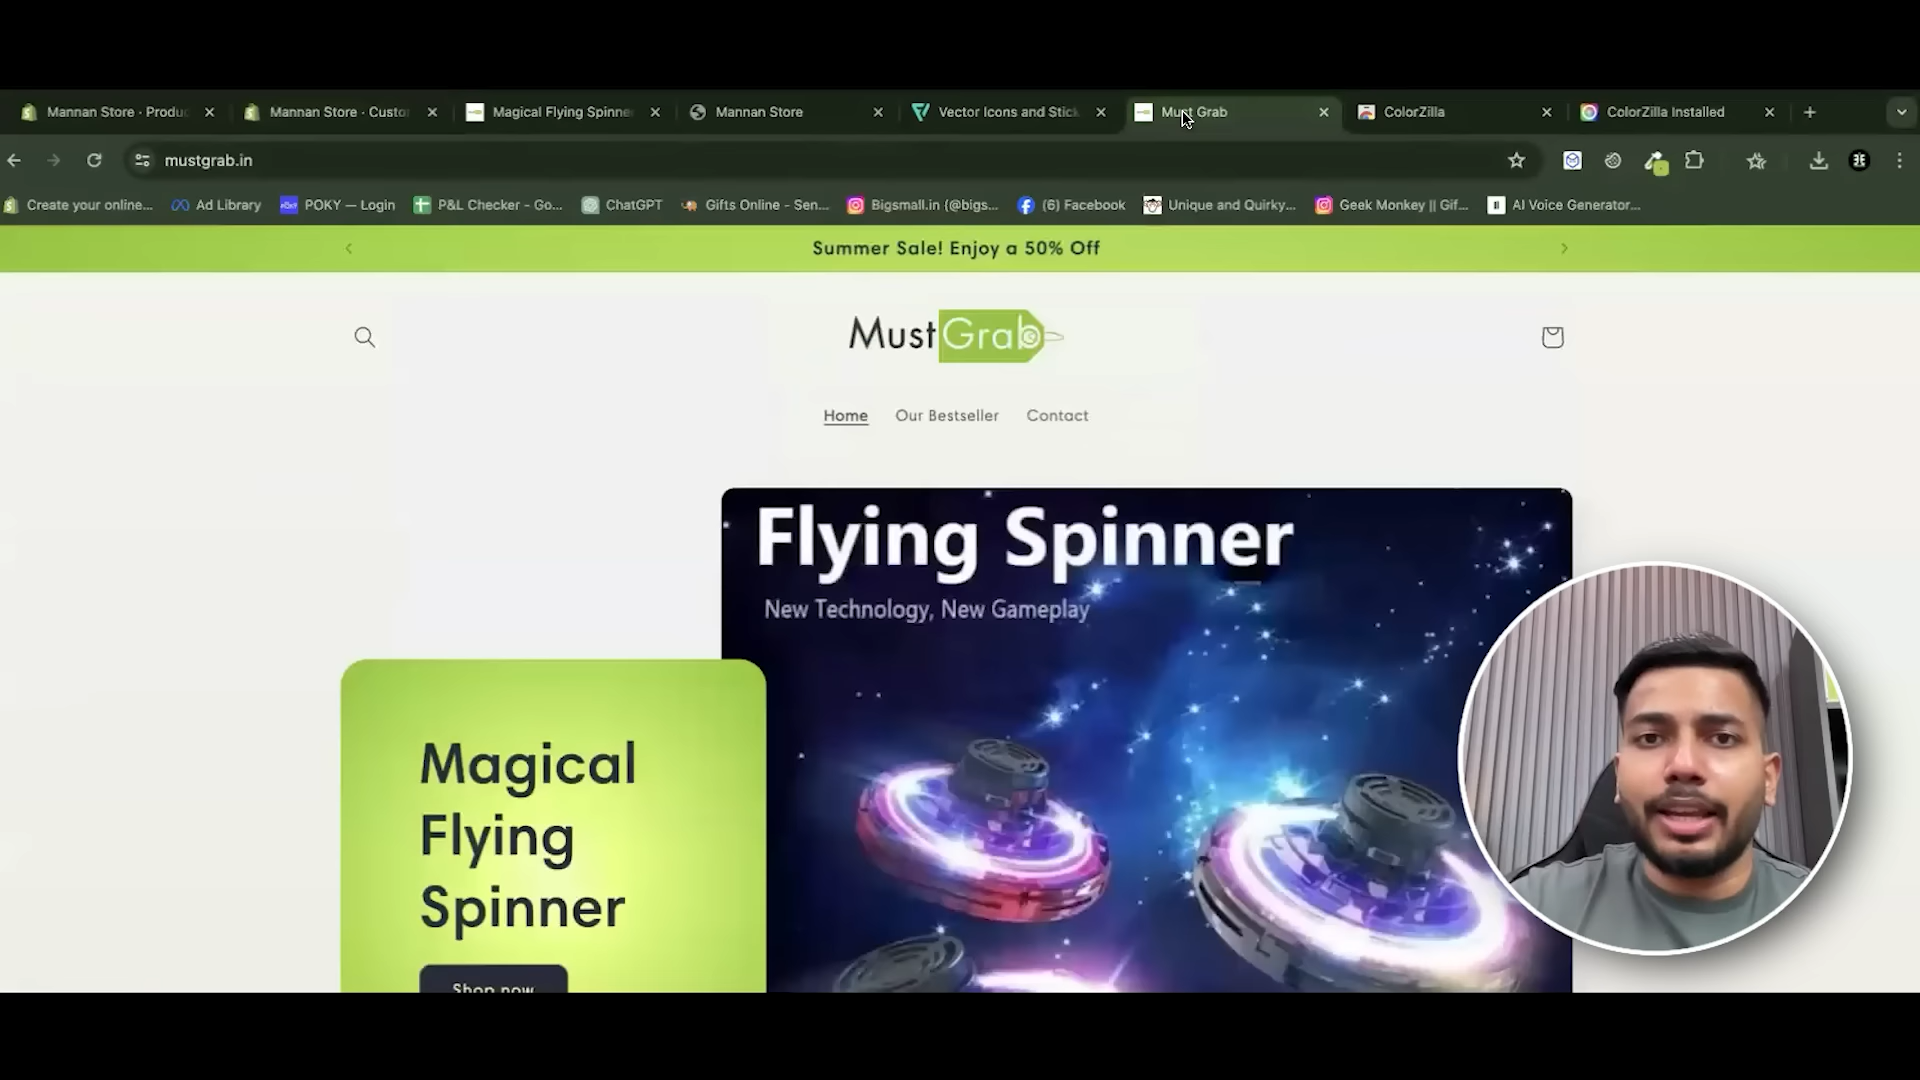 Mannan Store · Produc
Mannan Store · Custo
Magical Flying Spinne
Mannan Store
Vector Icons and Stick
Must Grab
ColorZilla
ColorZilla Installed
mustgrab.in
Create your online...
Ad Library
POKY — Login
P&L Checker - Go...
ChatGPT
Gifts Online - Sen...
Bigsmall.in (@bigs...
(6) Facebook
Unique and Quirky...
Geek Monkey || Gif...
AI Voice Generator...
Summer Sale! Enjoy a 50% Off
Must Grab
Home
Our Bestseller
Contact
Flying Spinner
New Technology, New Gameplay
Magical
Flying
Spinner
Shop now